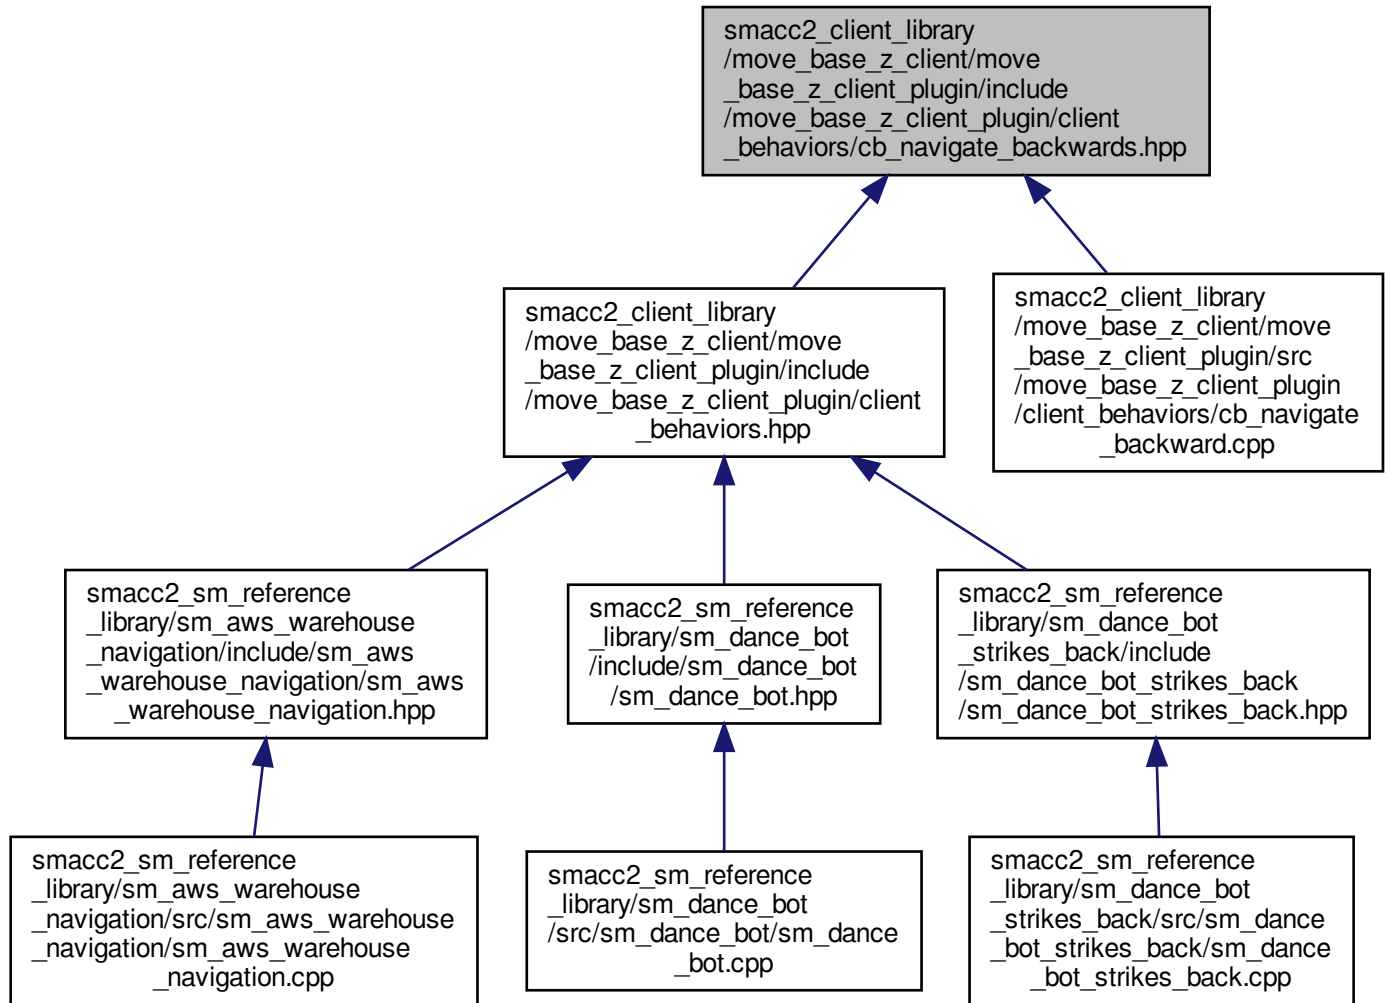 smacc2_client_library
/move_base_z_client/move
_base_z_client_plugin/include
/move_base_z_client_plugin/client
_behaviors/cb_navigate_backwards.hpp
smacc2_client_library
/move_base_z_client/move
_base_z_client_plugin/include
/move_base_z_client_plugin/client
_behaviors.hpp
smacc2_client_library
/move_base_z_client/move
_base_z_client_plugin/src
/move_base_z_client_plugin
/client_behaviors/cb_navigate
_backward.cpp
smacc2_sm_reference
_library/sm_aws_warehouse
_navigation/include/sm_aws
_warehouse_navigation/sm_aws
_warehouse_navigation.hpp
smacc2_sm_reference
_library/sm_dance_bot
/include/sm_dance_bot
/sm_dance_bot.hpp
smacc2_sm_reference
_library/sm_dance_bot
_strikes_back/include
/sm_dance_bot_strikes_back
/sm_dance_bot_strikes_back.hpp
smacc2_sm_reference
_library/sm_aws_warehouse
_navigation/src/sm_aws_warehouse
_navigation/sm_aws_warehouse
_navigation.cpp
smacc2_sm_reference
_library/sm_dance_bot
/src/sm_dance_bot/sm_dance
_bot.cpp
smacc2_sm_reference
_library/sm_dance_bot
_strikes_back/src/sm_dance
_bot_strikes_back/sm_dance
_bot_strikes_back.cpp